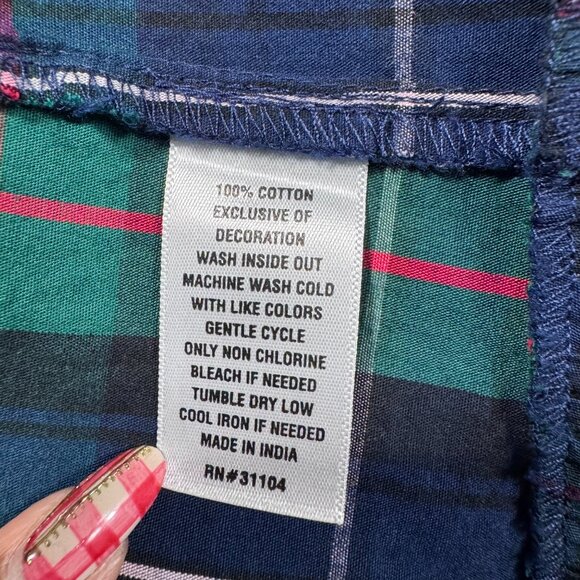 100% COTTON
EXCLUSIVE OF
DECORATION
WASH INSIDE OUT
MACHINE WASH COLD
WITH LIKE COLORS
GENTLE CYCLE
ONLY NON CHLORINE
BLEACH IF NEEDED
TUMBLE DRY LOW
COOL IRON IF NEEDED
MADE IN INDIA
RN#31104